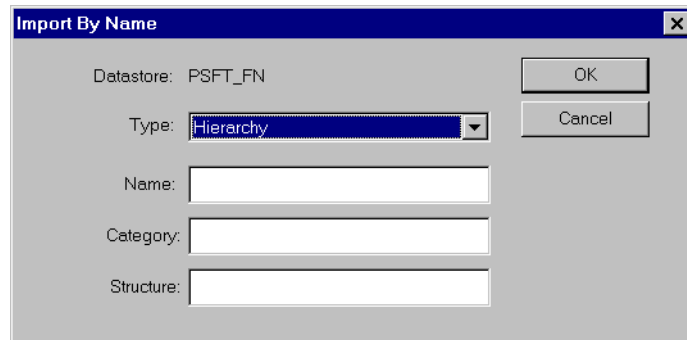 Import By Name
Datastore: PSFT_FN
OK
Type: Hierarchy
Cancel
Name:
Category:
Structure: